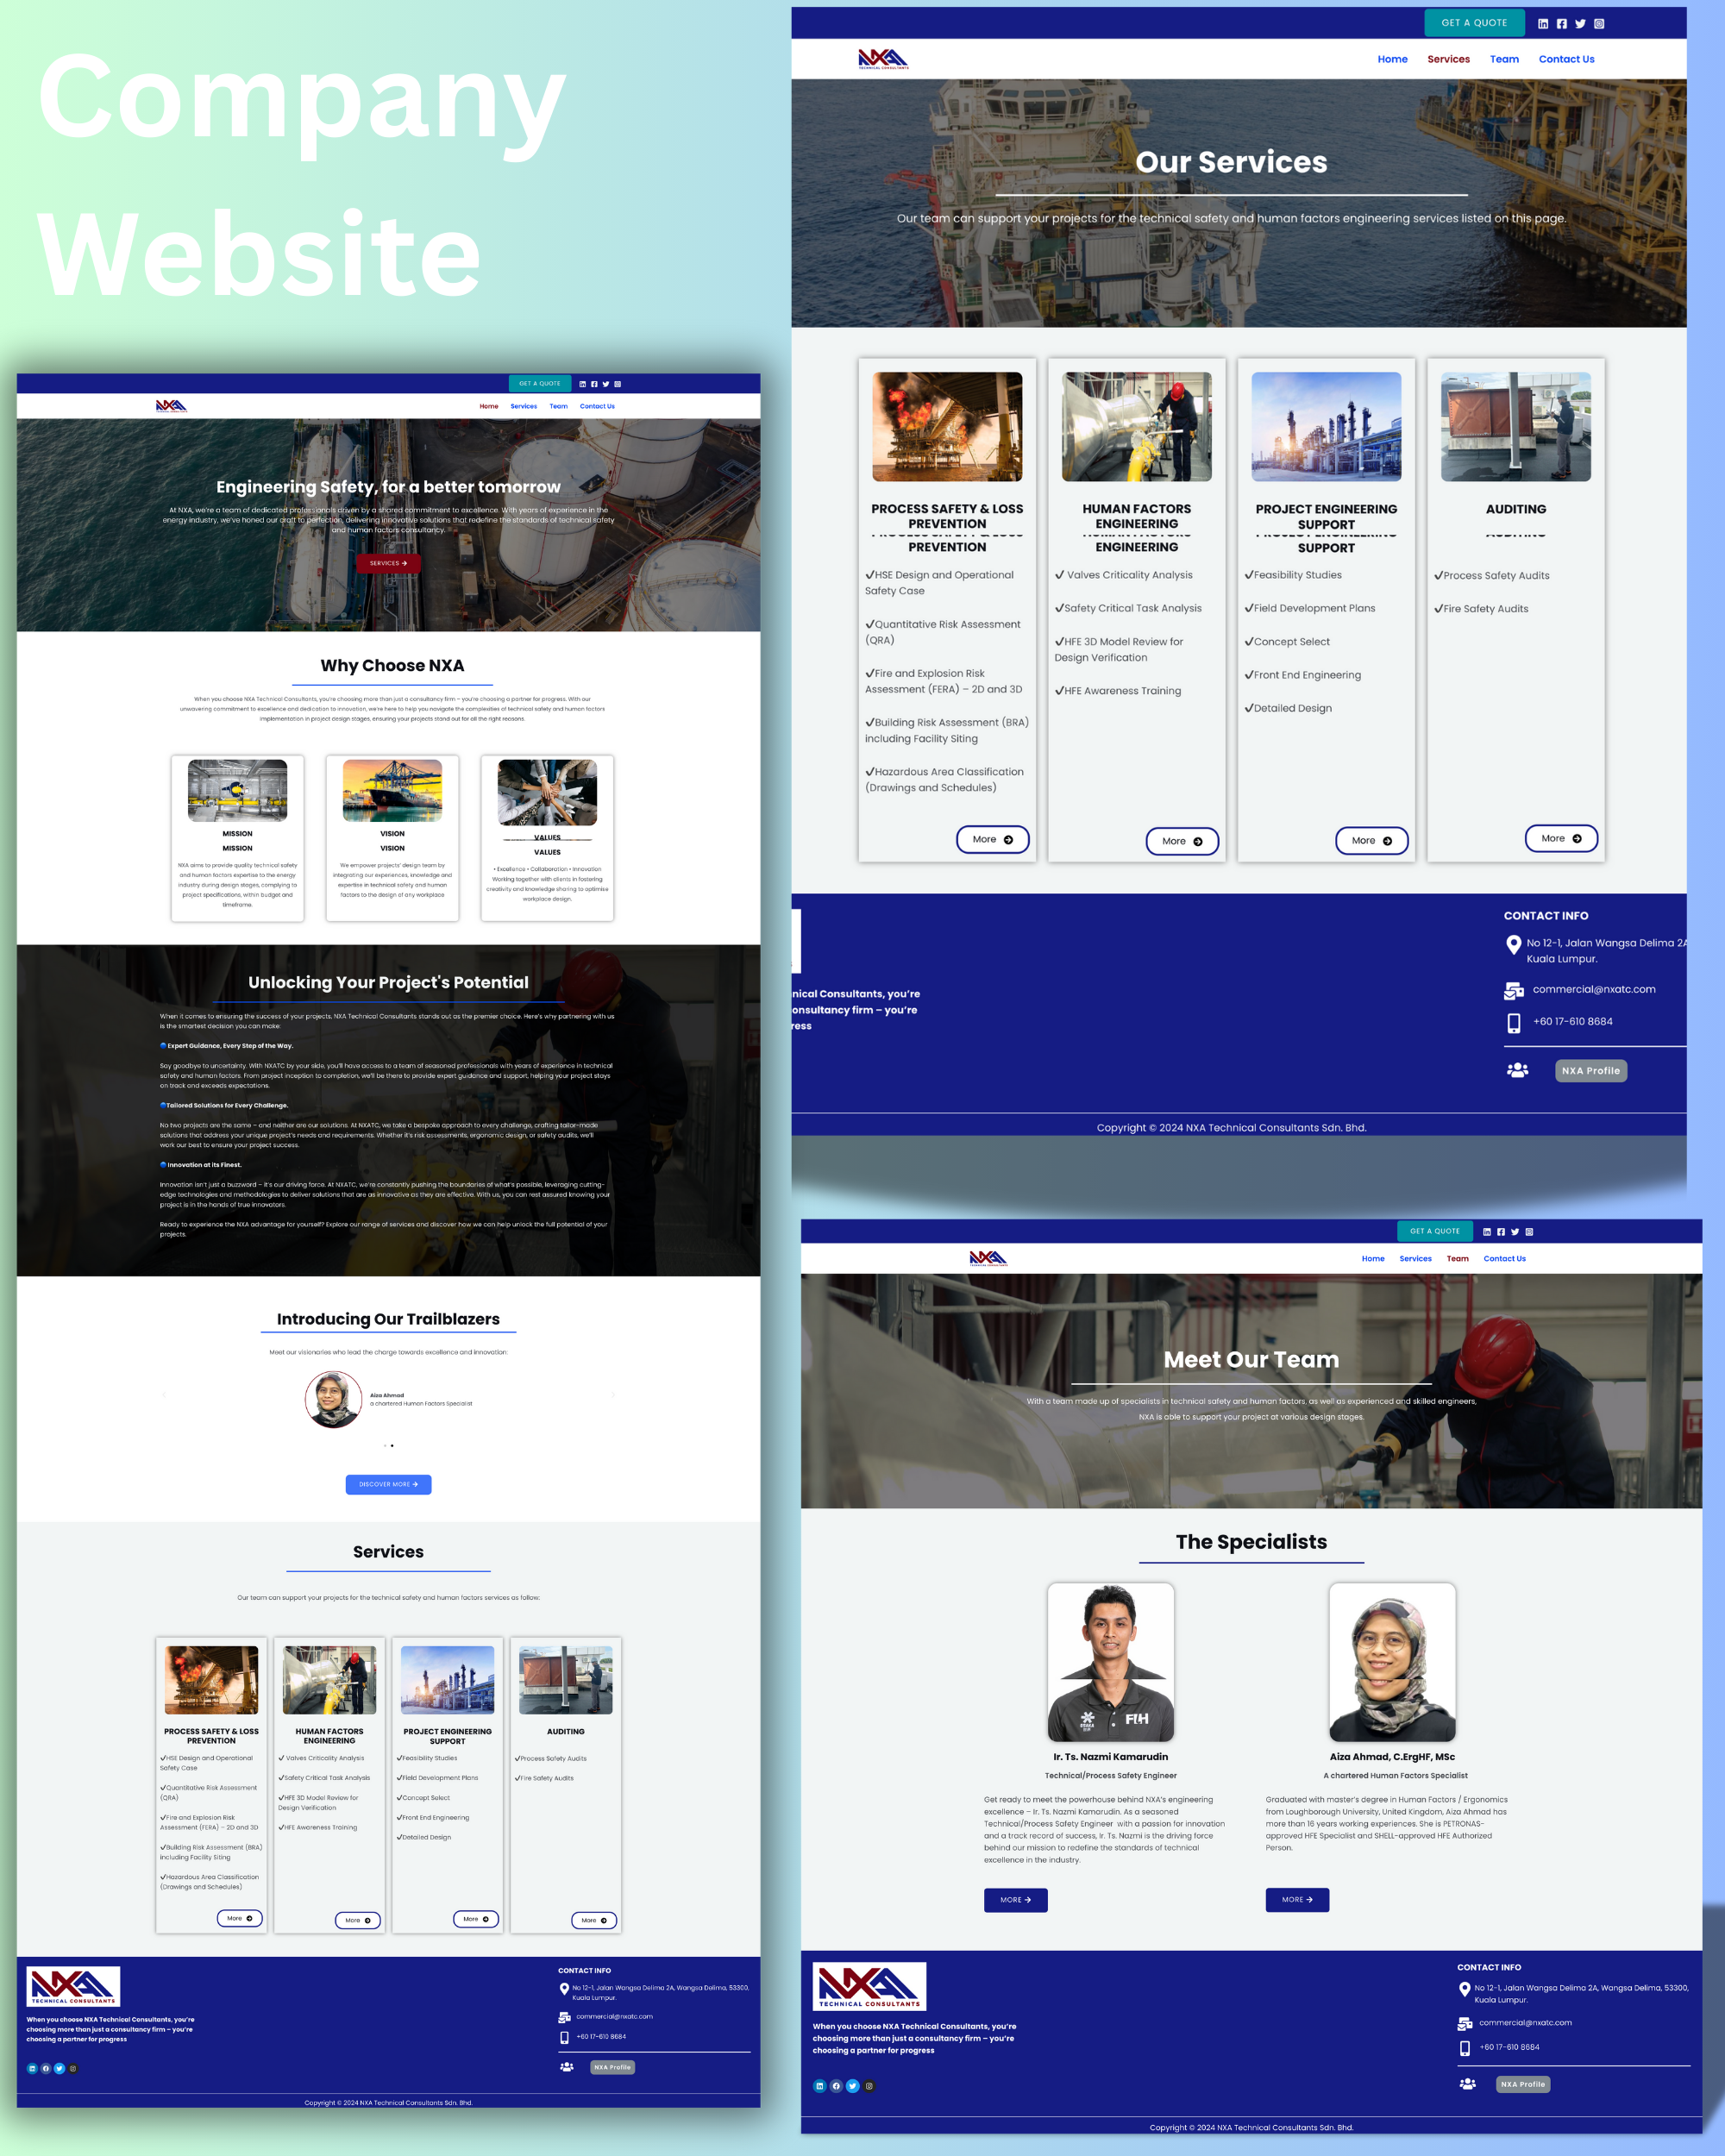 Company
Website
GET A QUOTE
NXA
TECHNICAL CONSULTANTS
Home Services Team Contact Us
Engineering Safety, for a better tomorrow
At NXA, we're a team of dedicated professionals driven by a shared commitment to excellence. With years of experience in the
energy industry, we've honed our craft to perfection, delivering innovative solutions that redefine the standards of technical safety
and human factors consultancy.
SERVICES
Why Choose NXA
When you choose NXA Technical Consultants, you're choosing more than just a consultancy firm – you're choosing a partner for progress. With our
unwavering commitment to excellence and dedication to innovation, we're here to help you navigate the complexities of technical safety and human factors
implementation in project design stages, ensuring your projects stand out for all the right reasons.
MISSION
MISSION
NXA aims to provide quality technical safety
and human factors expertise to the energy
industry during design stages, complying to
project specifications, within budget and
timeframe.
VISION
VISION
We empower projects' design team by
integrating our experiences, knowledge and
expertise in technical safety and human
factors to the design of any workplace
VALUES
VALUES
• Excellence • Collaboration • Innovation
Working together with clients in fostering
creativity and knowledge sharing to optimise
workplace design.
Unlocking Your Project's Potential
When it comes to ensuring the success of your projects, NXA Technical Consultants stands out as the premier choice. Here's why partnering with us
is the smartest decision you can make:
Expert Guidance, Every Step of the Way.
Say goodbye to uncertainty. With NXATC by your side, you'll have access to a team of seasoned professionals with years of experience in technical
safety and human factors. From project inception to completion, we'll be there to provide expert guidance and support, helping your project stays
on track and exceeds expectations.
Tailored Solutions for Every Challenge.
No two projects are the same – and neither are our solutions. At NXATC, we take a bespoke approach to every challenge, crafting tailor-made
solutions that address your unique project's needs and requirements. Whether it's risk assessments, ergonomic design, or safety audits, we'll
work our best to ensure your project success.
Innovation at its Finest.
Innovation isn't just a buzzword – it's our driving force. At NXATC, we're constantly pushing the boundaries of what's possible, leveraging cutting-
edge technologies and methodologies to deliver solutions that are as innovative as they are effective. With us, you can rest assured knowing your
project is in the hands of true innovators.
Ready to experience the NXA advantage for yourself? Explore our range of services and discover how we can help unlock the full potential of your
projects.
Introducing Our Trailblazers
Meet our visionaries who lead the charge towards excellence and innovation:
Aiza Ahmad
a chartered Human Factors Specialist
DISCOVER MORE
Services
Our team can support your projects for the technical safety and human factors services as follow:
PROCESS SAFETY & LOSS
PREVENTION
✔HSE Design and Operational
Safety Case
✔Quantitative Risk Assessment
(QRA)
✔Fire and Explosion Risk
Assessment (FERA) – 2D and 3D
✔Building Risk Assessment (BRA)
including Facility Siting
✔Hazardous Area Classification
(Drawings and Schedules)
More
HUMAN FACTORS
ENGINEERING
✔ Valves Criticality Analysis
✔Safety Critical Task Analysis
✔HFE 3D Model Review for
Design Verification
✔HFE Awareness Training
More
PROJECT ENGINEERING
SUPPORT
✔Feasibility Studies
✔Field Development Plans
✔Concept Select
✔Front End Engineering
✔Detailed Design
More
AUDITING
✔Process Safety Audits
✔Fire Safety Audits
More
NXA
TECHNICAL CONSULTANTS
When you choose NXA Technical Consultants, you're
choosing more than just a consultancy firm – you're
choosing a partner for progress
CONTACT INFO
No 12-1, Jalan Wangsa Delima 2A, Wangsa Delima, 53300,
Kuala Lumpur.
commercial@nxatc.com
+60 17-610 8684
NXA Profile
Copyright © 2024 NXA Technical Consultants Sdn. Bhd.
GET A QUOTE
NXA
TECHNICAL CONSULTANTS
Home Services Team Contact Us
Our Services
Our team can support your projects for the technical safety and human factors engineering services listed on this page.
PROCESS SAFETY & LOSS
PREVENTION
PROCESS SAFETY & LOSS
PREVENTION
✔HSE Design and Operational
Safety Case
✔Quantitative Risk Assessment
(QRA)
✔Fire and Explosion Risk
Assessment (FERA) – 2D and 3D
✔Building Risk Assessment (BRA)
including Facility Siting
✔Hazardous Area Classification
(Drawings and Schedules)
More
HUMAN FACTORS
ENGINEERING
HUMAN FACTORS
ENGINEERING
✔ Valves Criticality Analysis
✔Safety Critical Task Analysis
✔HFE 3D Model Review for
Design Verification
✔HFE Awareness Training
More
PROJECT ENGINEERING
SUPPORT
PROJECT ENGINEERING
SUPPORT
✔Feasibility Studies
✔Field Development Plans
✔Concept Select
✔Front End Engineering
✔Detailed Design
More
AUDITING
AUDITING
✔Process Safety Audits
✔Fire Safety Audits
More
nical Consultants, you're
onsultancy firm – you're
ress
CONTACT INFO
No 12-1, Jalan Wangsa Delima 2A
Kuala Lumpur.
commercial@nxatc.com
+60 17-610 8684
NXA Profile
Copyright © 2024 NXA Technical Consultants Sdn. Bhd.
GET A QUOTE
NXA
TECHNICAL CONSULTANTS
Home Services Team Contact Us
Meet Our Team
With a team made up of specialists in technical safety and human factors, as well as experienced and skilled engineers,
NXA is able to support your project at various design stages.
The Specialists
Ir. Ts. Nazmi Kamarudin
Technical/Process Safety Engineer
Get ready to meet the powerhouse behind NXA's engineering
excellence – Ir. Ts. Nazmi Kamorudin. As a seasoned
Technical/Process Safety Engineer with a passion for innovation
and a track record of success, Ir. Ts. Nazmi is the driving force
behind our mission to redefine the standards of technical
excellence in the industry.
MORE
Aiza Ahmad, C.ErgHF, MSc
A chartered Human Factors Specialist
Graduated with master's degree in Human Factors / Ergonomics
from Loughborough University, United Kingdom, Aiza Ahmad has
more than 16 years working experiences. She is PETRONAS-
approved HFE Specialist and SHELL-approved HFE Authorized
Person.
MORE
NXA
TECHNICAL CONSULTANTS
When you choose NXA Technical Consultants, you're
choosing more than just a consultancy firm – you're
choosing a partner for progress
CONTACT INFO
No 12-1, Jalan Wangsa Delima 2A, Wangsa Delima, 53300,
Kuala Lumpur.
commercial@nxatc.com
+60 17-610 8684
NXA Profile
Copyright © 2024 NXA Technical Consultants Sdn. Bhd.